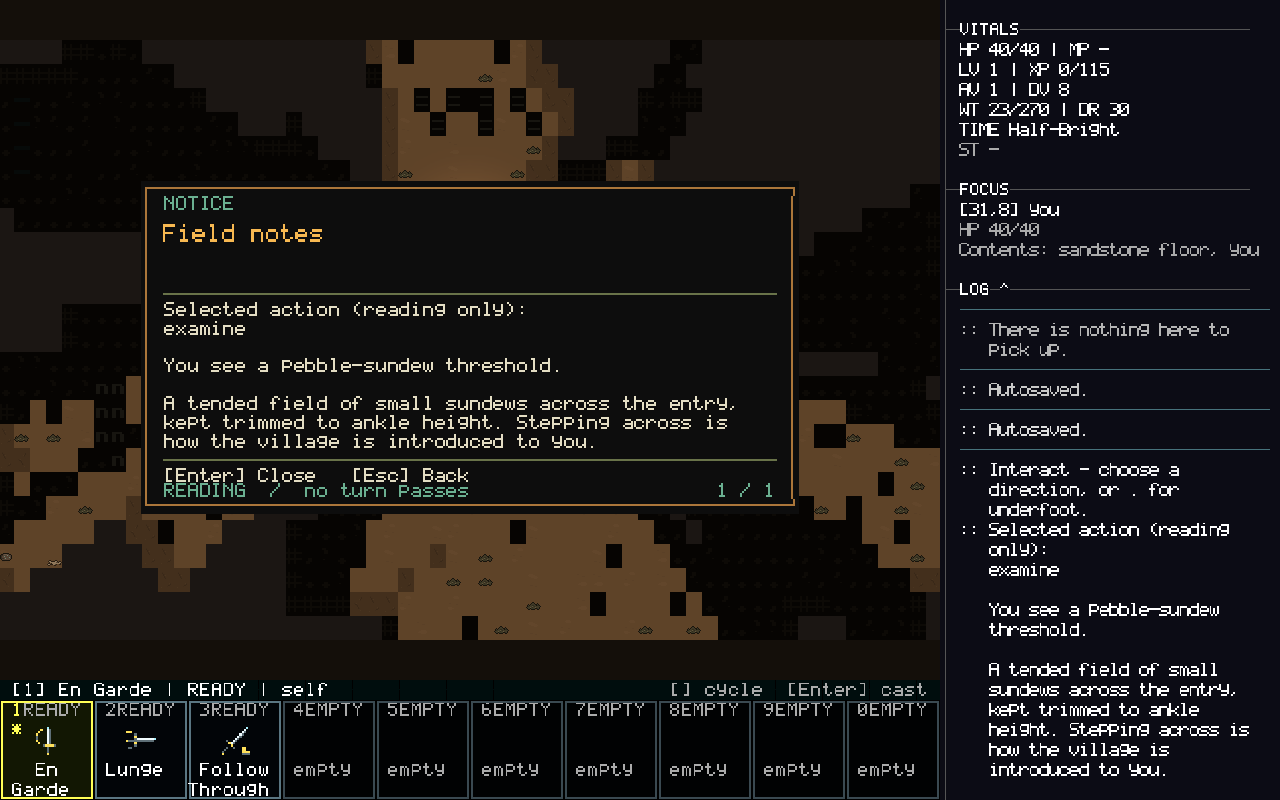 NOTICE
Field notes
Selected action (reading only):
examine
You see a Pebble-sundew threshold.
A tended field of small sundews across the entry,
kept trimmed to ankle height. Stepping across is
how the village is introduced to you.
[Enter] Close [Esc] Back
READING / no turn Passes 1 / 1
[1] En Garde | READY | self [] cycle [Enter] cast
1READY 2READY 3READY 4EMPTY 5EMPTY 6EMPTY 7EMPTY 8EMPTY 9EMPTY 0EMPTY
*
En Garde
Lunge
Follow Through
empty empty empty empty empty empty empty
VITALS
HP 40/40 | MP -
LV 1 | XP 0/115
AV 1 | DV 8
WT 23/270 | DR 30
TIME Half-Bright
ST -
FOCUS
[31,8] You
HP 40/40
Contents: sandstone floor, You
LOG ^
:: There is nothing here to
Pick up.
:: Autosaved.
:: Autosaved.
:: Interact - choose a
direction, or . for
underfoot.
:: Selected action (reading
only):
examine
You see a Pebble-sundew
threshold.
A tended field of small
sundews across the entry,
kept trimmed to ankle
height. Stepping across is
how the village is
introduced to you.